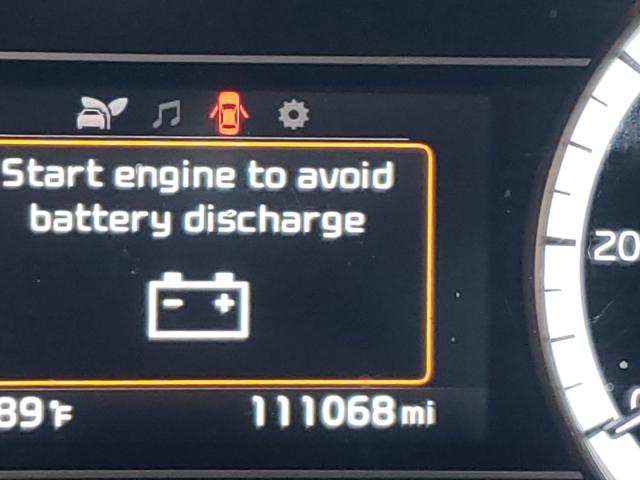 Start engine to avoid
battery discharge
- +
89°F 111068 mi
20